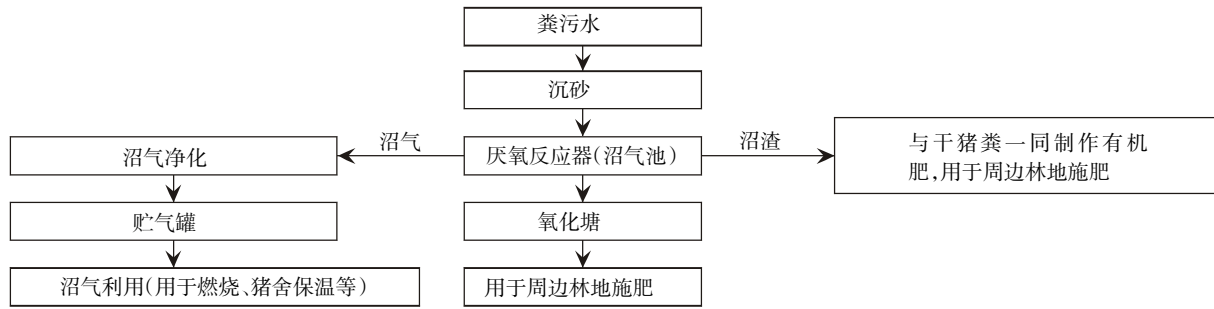 粪污水
沉砂
沼气
沼渣
沼气净化
厌氧反应器(沼气池)
与干猪粪一同制作有机
肥,用于周边林地施肥
贮气罐
氧化塘
沼气利用(用于燃烧、猪舍保温等)
用于周边林地施肥